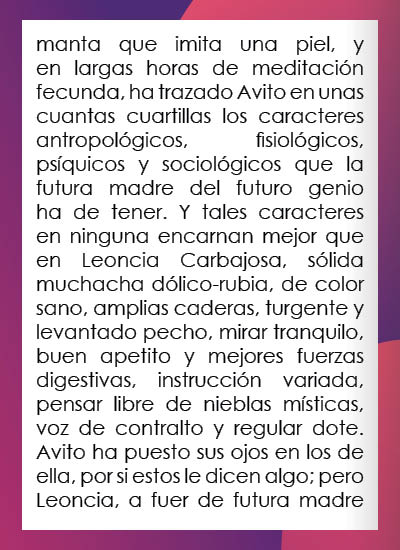 manta que imita una piel, y
en largas horas de meditación
fecunda, ha trazado Avito en unas
cuantas cuartillas los caracteres
antropológicos, fisiológicos,
psíquicos y sociológicos que la
futura madre del futuro genio
ha de tener. Y tales caracteres
en ninguna encarnan mejor que
en Leoncia Carbajosa, sólida
muchacha dólico-rubia, de color
sano, amplias caderas, turgente y
levantado pecho, mirar tranquilo,
buen apetito y mejores fuerzas
digestivas, instrucción variada,
pensar libre de nieblas místicas,
voz de contralto y regular dote.
Avito ha puesto sus ojos en los de
ella, por si estos le dicen algo; pero
Leoncia, a fuer de futura madre